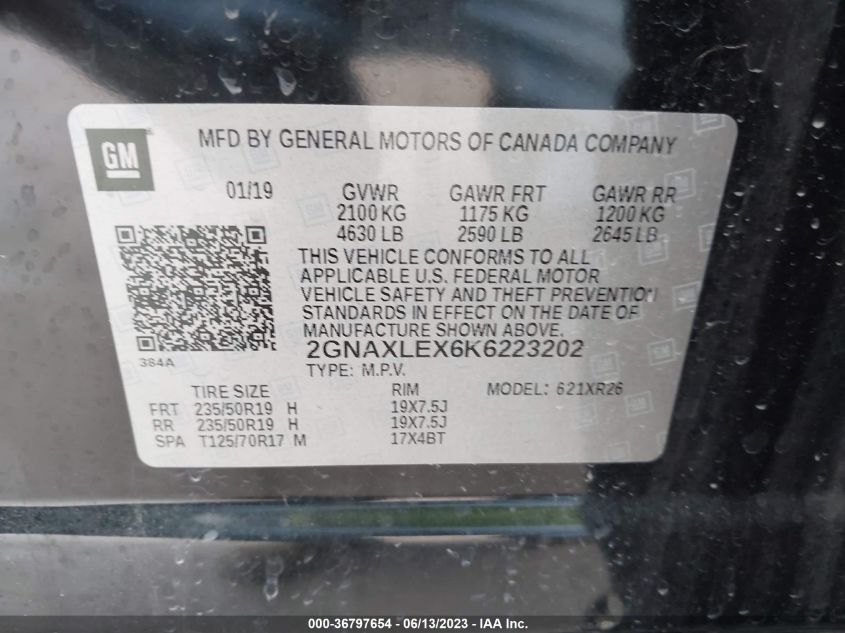 GM
MFD BY GENERAL MOTORS OF CANADA COMPANY
01/19 GVWR GAWR FRT GAWR RR
2100 KG 1175 KG 1200 KG
4630 LB 2590 LB 2645 LB
THIS VEHICLE CONFORMS TO ALL
APPLICABLE U.S. FEDERAL MOTOR
VEHICLE SAFETY AND THEFT PREVENTION
STANDARDS IN EFFECT ON THE DATE OF
MANUFACTURE SHOWN ABOVE.
384A 2GNAXLEX6K6223202
TYPE: M.P.V.
TIRE SIZE RIM MODEL: 621XR26
FRT 235/50R19 H 19X7.5J
RR 235/50R19 H 19X7.5J
SPA T125/70R17 M 17X4BT
000-36797654 - 06/13/2023 - IAA Inc.